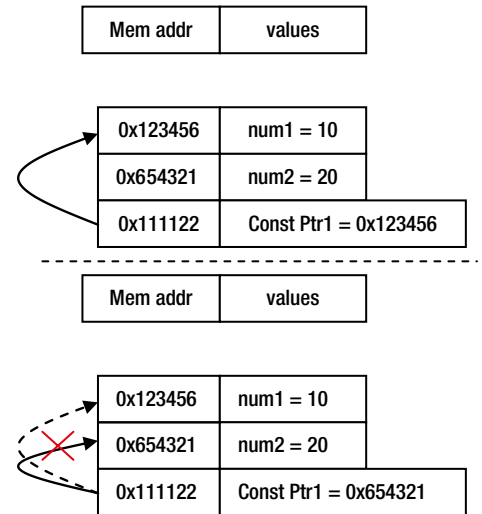 Mem addr values
0x123456 num1 = 10
0x654321 num2 = 20
0x111122 Const Ptr1 = 0x123456
Mem addr values
0x123456 num1 = 10
0x654321 num2 = 20
0x111122 Const Ptr1 = 0x654321